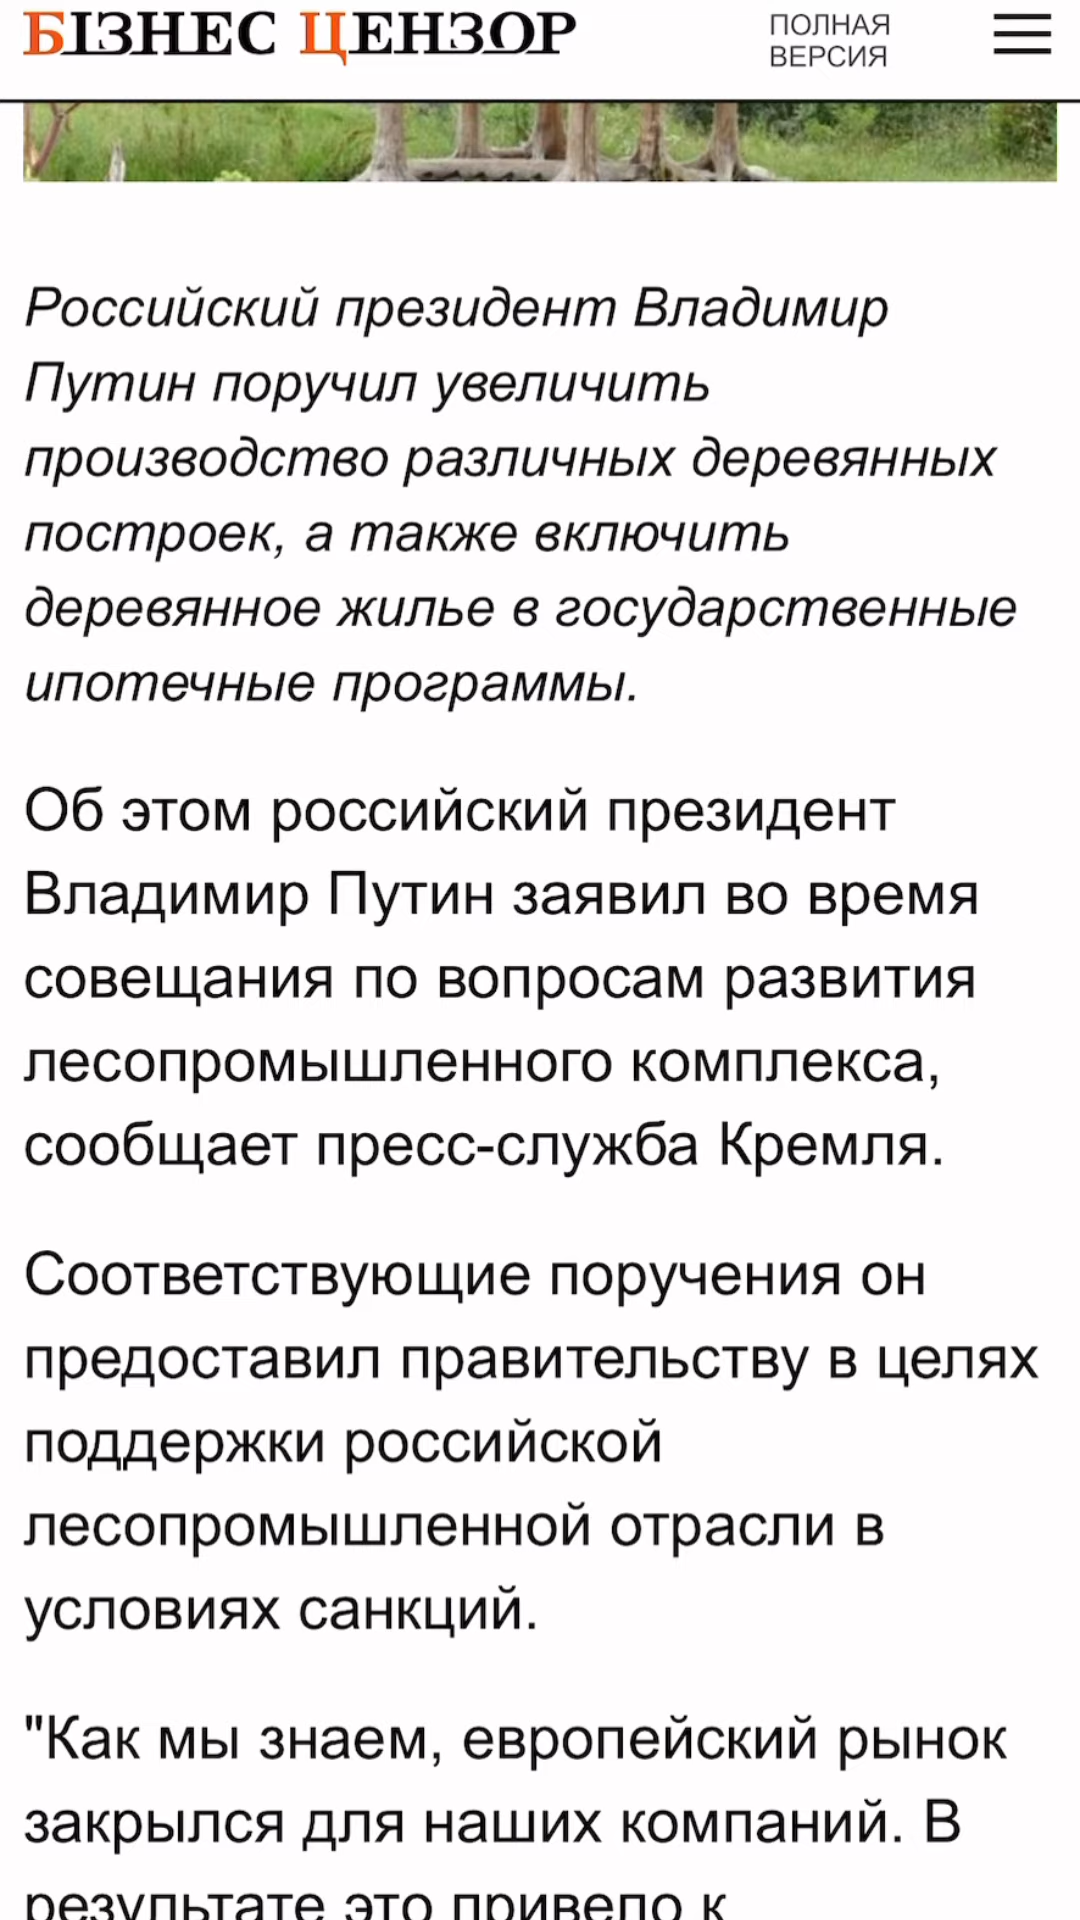 БІЗНЕС ЦЕНЗОР
ПОЛНАЯ
ВЕРСИЯ
Российский президент Владимир
Путин поручил увеличить
производство различных деревянных
построек, а также включить
деревянное жилье в государственные
ипотечные программы.
Об этом российский президент
Владимир Путин заявил во время
совещания по вопросам развития
лесопромышленного комплекса,
сообщает пресс-служба Кремля.
Соответствующие поручения он
предоставил правительству в целях
поддержки российской
лесопромышленной отрасли в
условиях санкций.
"Как мы знаем, европейский рынок
закрылся для наших компаний. В
результате это привело к